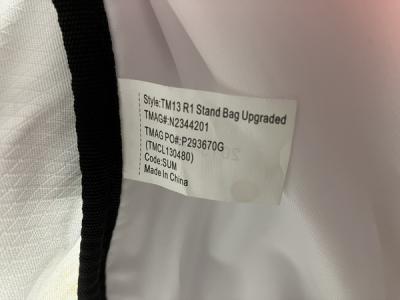 Style:TM13 R1 Stand Bag Upgraded
TMAG#:N2344201
TMAG PO#:P293670G
(TMCL130480)
Code:SUM
Made In China